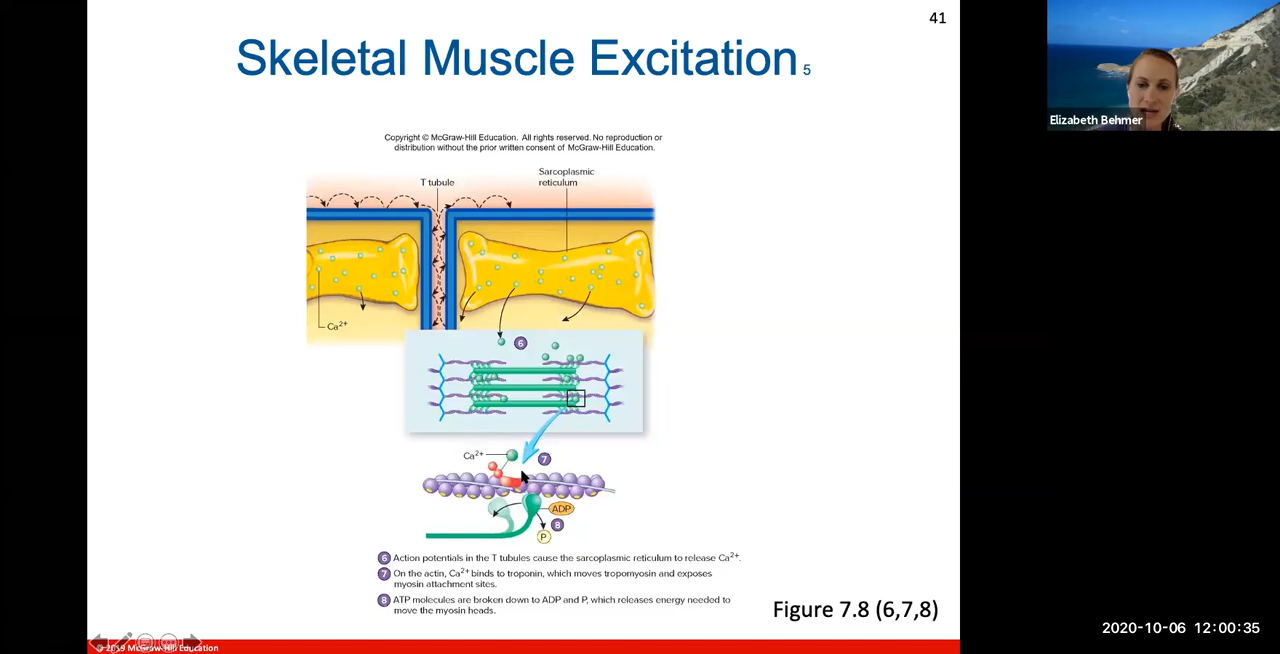 41
Skeletal Muscle Excitation 5
Elizabeth Behmer
Copyright © McGraw-Hill Education. All rights reserved. No reproduction or
distribution without the prior written consent of McGraw-Hill Education.
T tubule
Sarcoplasmic
reticulum
Ca2+
6
Ca2+
7
ADP
8
P
6 Action potentials in the T tubules cause the sarcoplasmic reticulum to release Ca2+.
7 On the actin, Ca2+ binds to troponin, which moves tropomyosin and exposes
myosin attachment sites.
8 ATP molecules are broken down to ADP and P, which releases energy needed to
move the myosin heads.
Figure 7.8 (6,7,8)
2020-10-06 12:00:35
© 2019 McGraw-Hill Education